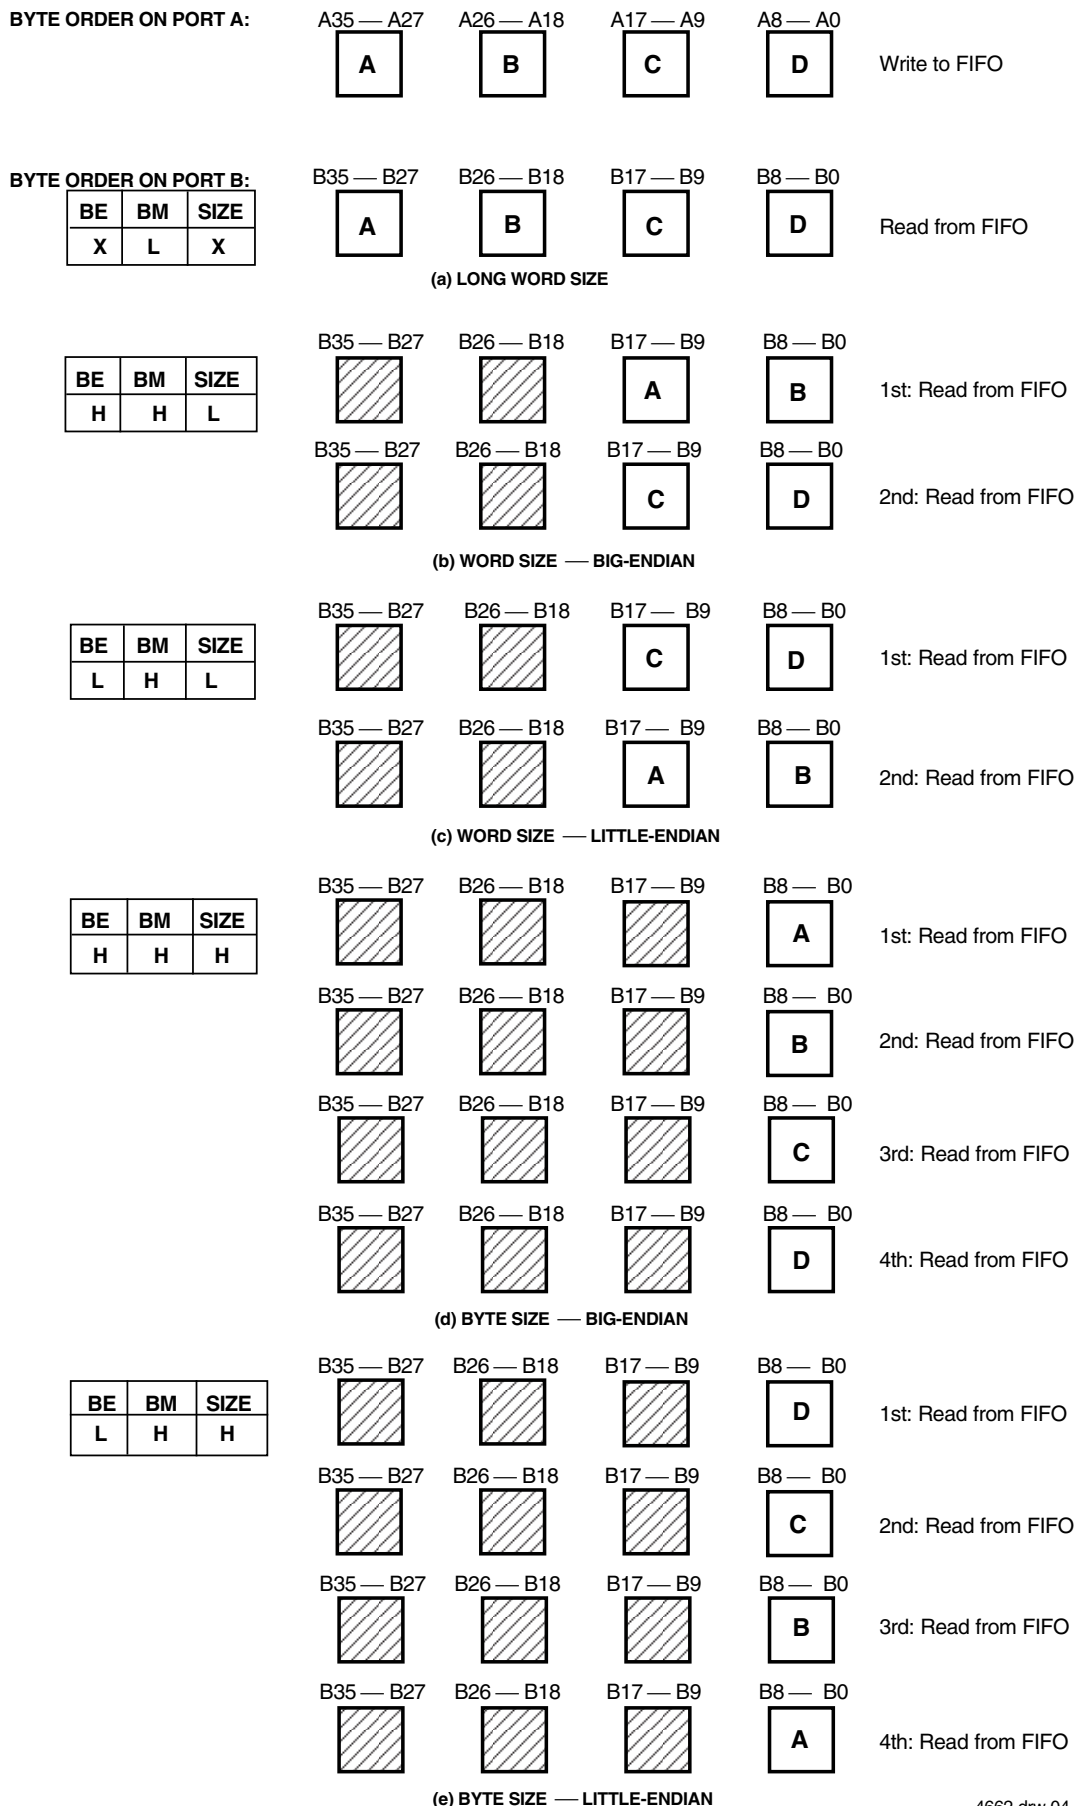 BYTE ORDER ON PORT A: A35 — A27 A26 — A18 A17 — A9 A8 — A0
A B C D Write to FIFO
BYTE ORDER ON PORT B: B35 — B27 B26 — B18 B17 — B9 B8 — B0
BE BM SIZE
A B C D Read from FIFO
X L X
(a) LONG WORD SIZE
B35 — B27 B26 — B18 B17 — B9 B8 — B0
BE BM SIZE
A B 1st: Read from FIFO
H H L
B35 — B27 B26 — B18 B17 — B9 B8 — B0
C D 2nd: Read from FIFO
(b) WORD SIZE — BIG-ENDIAN
B35 — B27 B26 — B18 B17 — B9 B8 — B0
BE BM SIZE
C D 1st: Read from FIFO
L H L
B35 — B27 B26 — B18 B17 — B9 B8 — B0
A B 2nd: Read from FIFO
(c) WORD SIZE — LITTLE-ENDIAN
B35 — B27 B26 — B18 B17 — B9 B8 — B0
BE BM SIZE
A 1st: Read from FIFO
H H H
B35 — B27 B26 — B18 B17 — B9 B8 — B0
B 2nd: Read from FIFO
B35 — B27 B26 — B18 B17 — B9 B8 — B0
C 3rd: Read from FIFO
B35 — B27 B26 — B18 B17 — B9 B8 — B0
D 4th: Read from FIFO
(d) BYTE SIZE — BIG-ENDIAN
B35 — B27 B26 — B18 B17 — B9 B8 — B0
BE BM SIZE
D 1st: Read from FIFO
L H H
B35 — B27 B26 — B18 B17 — B9 B8 — B0
C 2nd: Read from FIFO
B35 — B27 B26 — B18 B17 — B9 B8 — B0
B 3rd: Read from FIFO
B35 — B27 B26 — B18 B17 — B9 B8 — B0
A 4th: Read from FIFO
(e) BYTE SIZE — LITTLE-ENDIAN
4662 drw 04